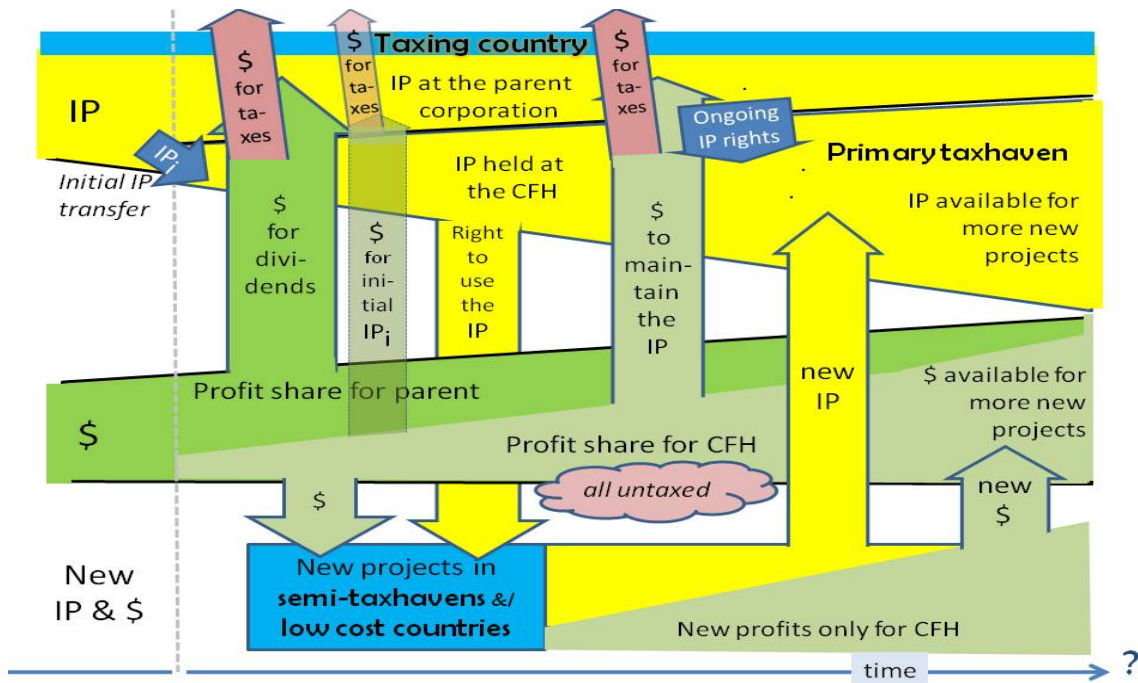 $
for
ta-
xes
$
for
ta-
xes
Taxing country
$
for
ta-
xes
IP
IP at the parent
corporation
Ongoing
IP rights
IPi
Initial IP
transfer
IP held at
the CFH
Primary taxhaven
IP available for
more new
projects
$
for
divi-
dends
$
for
ini-
tial
IPi
Right
to
use
the
IP
$
to
main-
tain
the
IP
Profit share for parent
new
IP
$ available for
more new
projects
$
Profit share for CFH
all untaxed
$
new
$
New
IP & $
New projects in
semi-taxhavens &/
low cost countries
New profits only for CFH
time
?